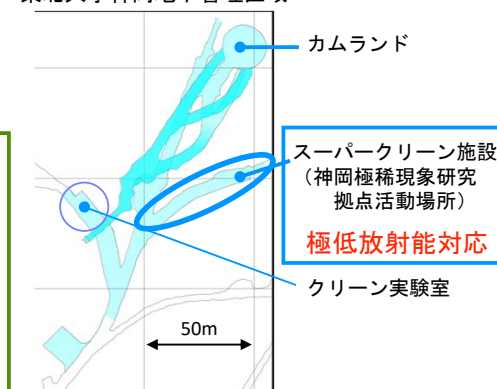 カムランド
スーパークリーン施設
（神岡極稀現象研究
拠点活動場所）
極低放射能対応
クリーン実験室
50m